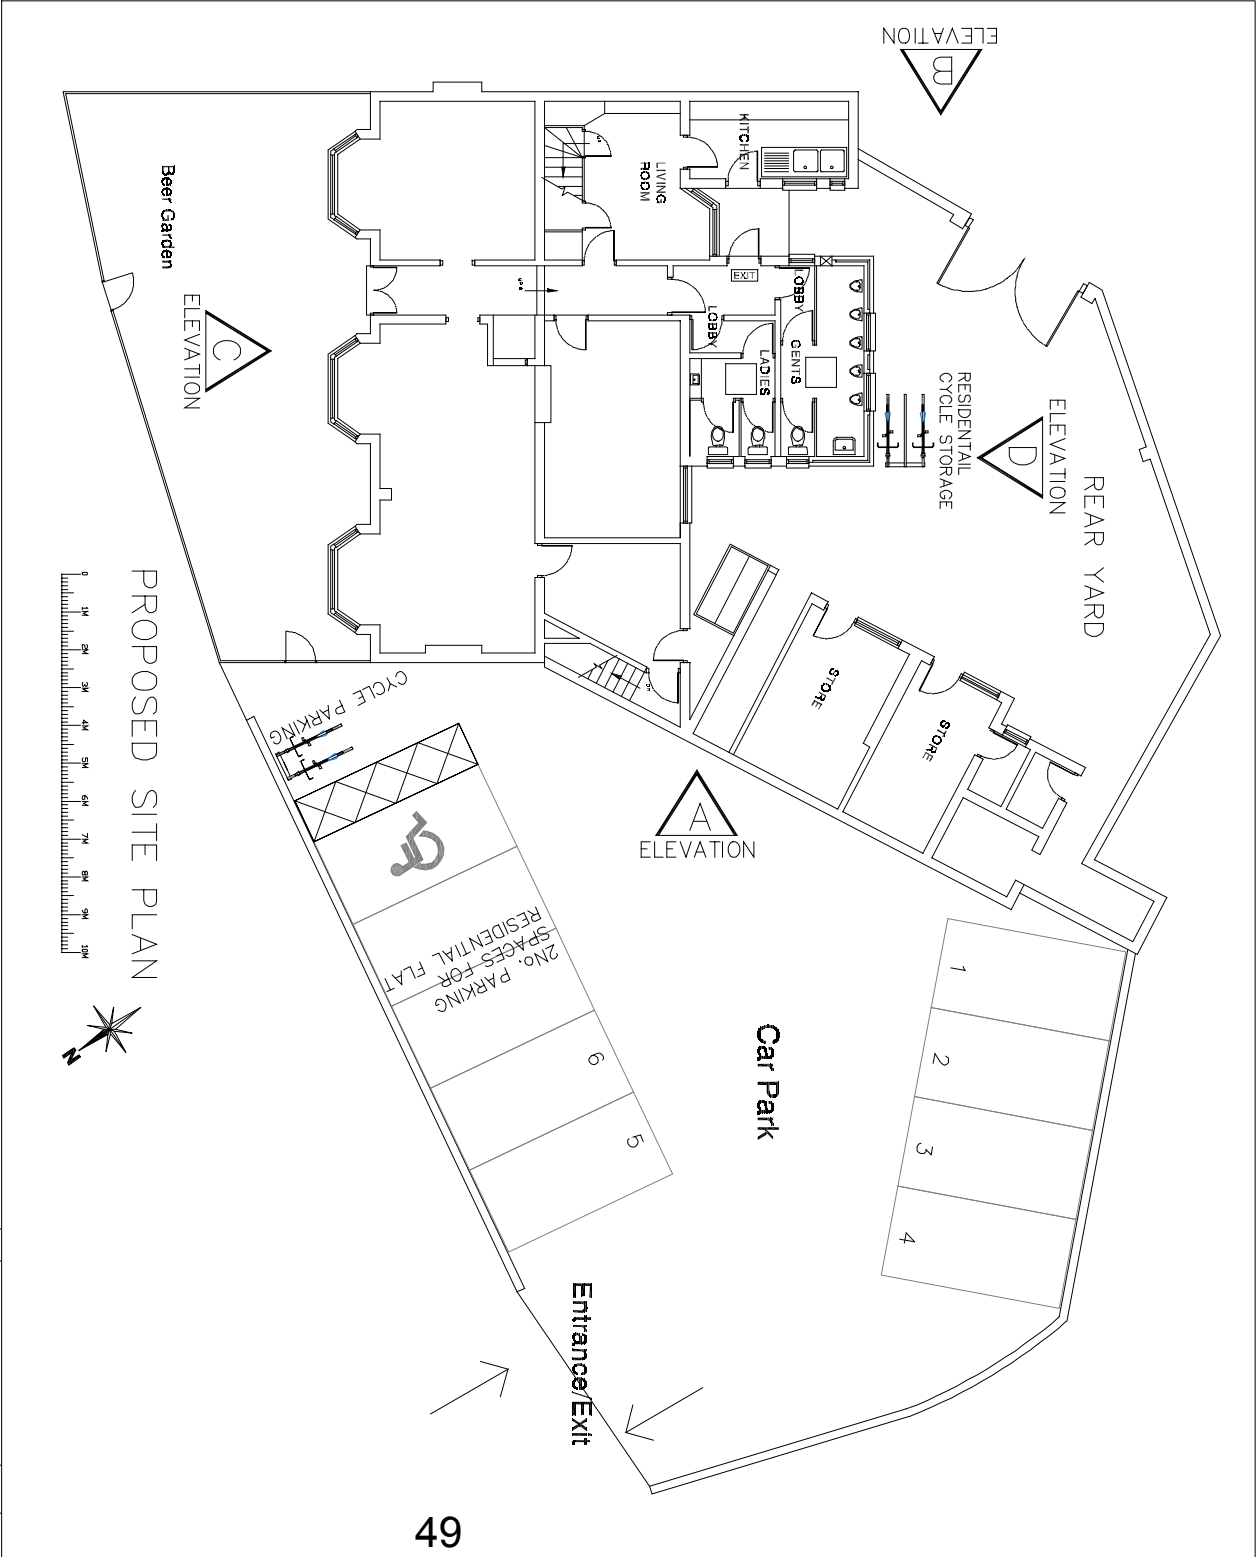 ELEVATION
B
KITCHEN
LIVING
ROOM
Beer Garden
EXIT
LOBBY
LOBBY
GENTS
LADIES
UP
C
ELEVATION
RESIDENTAIL
CYCLE STORAGE
ELEVATION
D
REAR YARD
STORE
STORE
CYCLE PARKING
A
ELEVATION
PROPOSED SITE PLAN
0
1M
2M
3M
4M
5M
6M
7M
8M
9M
10M
N
2No. PARKING
SPACES FOR
RESIDENTIAL FLAT
6
5
Car Park
1
2
3
4
Entrance/Exit
49